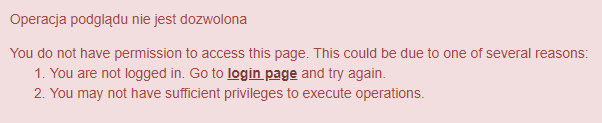 Operacja podglądu nie jest dozwolona
You do not have permission to access this page. This could be due to one of several reasons:
1. You are not logged in. Go to login page and try again.
2. You may not have sufficient privileges to execute operations.